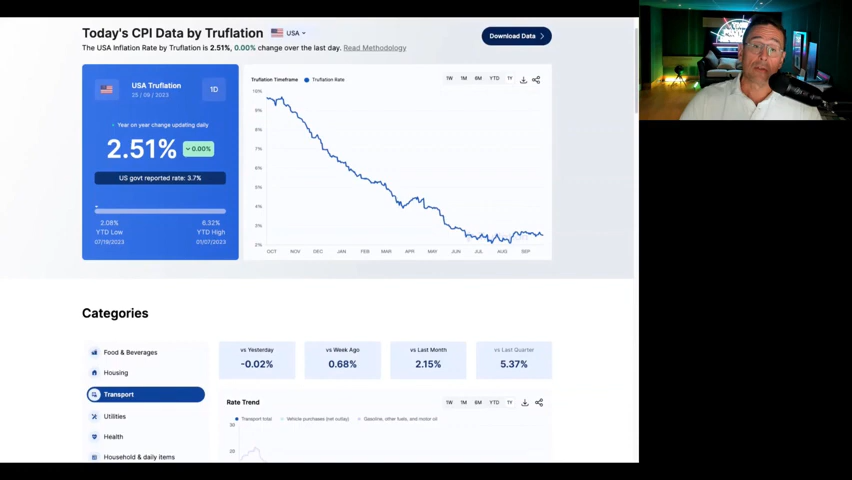 Today's CPI Data by Truflation USA
Download Data
The USA Inflation Rate by Truflation is 2.51%, 0.00% change over the last day. Read Methodology
USA Truflation
25 / 09 / 2023
1D
Year on year change updating daily
2.51% 0.00%
US govt reported rate: 3.7%
2.08%
YTD Low
07/19/2023
6.32%
YTD High
01/07/2023
Truflation Timeframe Truflation Rate
1W 1M 6M YTD 1Y
10%
9%
8%
7%
6%
5%
4%
3%
2%
OCT NOV DEC JAN FEB MAR APR MAY JUN JUL AUG SEP
Categories
Food & Beverages
Housing
Transport
Utilities
Health
Household & daily items
vs Yesterday
-0.02%
vs Week Ago
0.68%
vs Last Month
2.15%
vs Last Quarter
5.37%
Rate Trend
1W 1M 6M YTD 1Y
Transport total Vehicle purchases (net outlay) Gasoline, other fuels, and motor oil
30
20